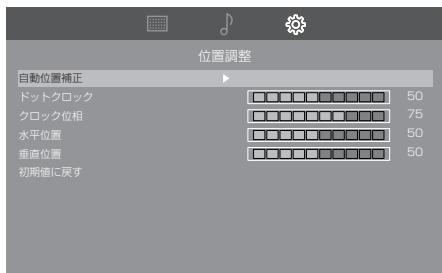 位置調整
自動位置補正
ドットクロック 50
クロック位相 75
水平位置 50
垂直位置 50
初期値に戻す